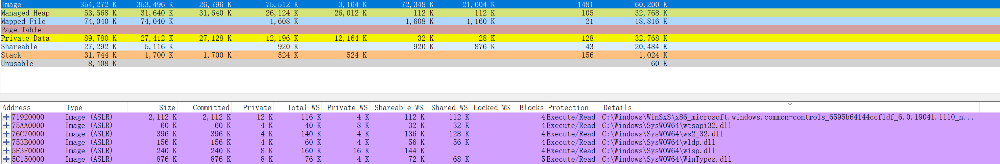 Image 354,272 K 353,496 K 26,796 K 75,512 K 3,164 K 72,348 K 21,604 K 1481 60,200 K
Managed Heap 53,568 K 31,640 K 31,640 K 26,124 K 26,012 K 112 K 112 K 105 32,768 K
Mapped File 74,040 K 74,040 K 1,608 K 1,608 K 1,160 K 21 18,816 K
Page Table
Private Data 89,780 K 27,412 K 27,128 K 12,196 K 12,164 K 32 K 28 K 128 32,768 K
Shareable 27,292 K 5,116 K 920 K 920 K 876 K 43 20,484 K
Stack 31,744 K 1,700 K 1,700 K 524 K 524 K 156 1,024 K
Unusable 8,408 K 60 K
Address Type Size Committed Private Total WS Private WS Shareable WS Shared WS Locked WS Blocks Protection Details
71920000 Image (ASLR) 2,112 K 2,112 K 12 K 116 K 4 K 112 K 112 K 4 Execute/Read C:\Windows\WinSxS\x86_microsoft.windows.common-controls_6595b64144ccf1df_6.0.19041.1110_n...
75AA0000 Image (ASLR) 60 K 60 K 4 K 40 K 8 K 32 K 32 K 4 Execute/Read C:\Windows\SysWOW64\wtsapi32.dll
76C70000 Image (ASLR) 396 K 396 K 4 K 140 K 4 K 136 K 128 K 4 Execute/Read C:\Windows\SysWOW64\ws2_32.dll
753B0000 Image (ASLR) 156 K 156 K 4 K 60 K 4 K 56 K 56 K 4 Execute/Read C:\Windows\SysWOW64\wldp.dll
5F3F0000 Image (ASLR) 240 K 240 K 8 K 160 K 16 K 144 K 4 Execute/Read C:\Windows\SysWOW64\wisp.dll
5C150000 Image (ASLR) 876 K 876 K 8 K 76 K 4 K 72 K 68 K 5 Execute/Read C:\Windows\SysWOW64\WinTypes.dll